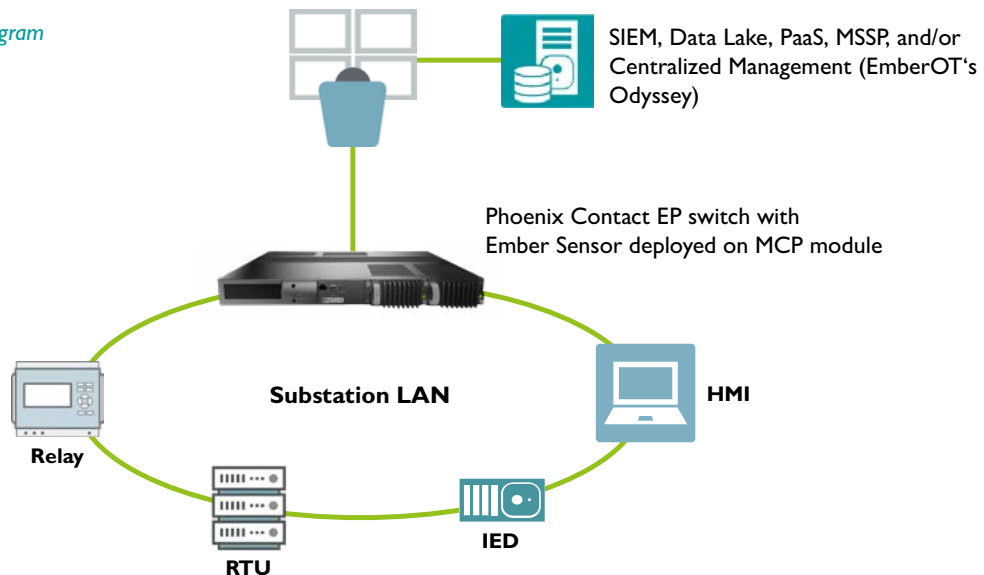 gram
SIEM, Data Lake, PaaS, MSSP, and/or
Centralized Management (EmberOT‘s
Odyssey)
Phoenix Contact EP switch with
Ember Sensor deployed on MCP module
Substation LAN
HMI
Relay
IED
RTU